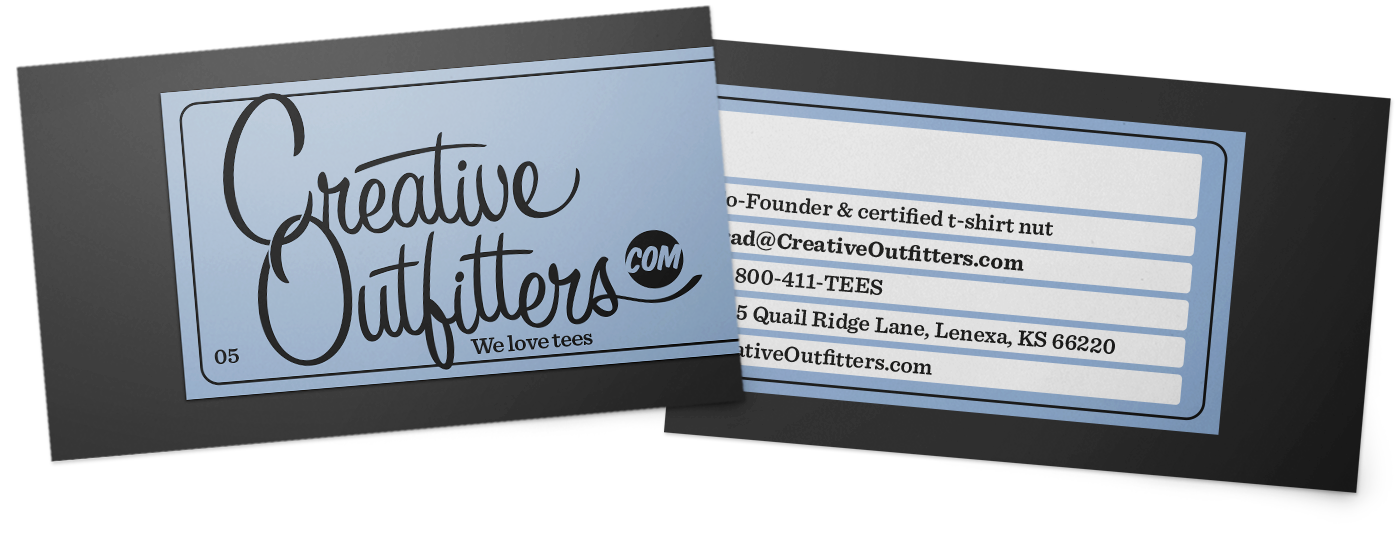 Creative
Outfitters
COM
We love tees
05
o-Founder & certified t-shirt nut
ad@CreativeOutfitters.com
800-411-TEES
5 Quail Ridge Lane, Lenexa, KS 66220
ativeOutfitters.com